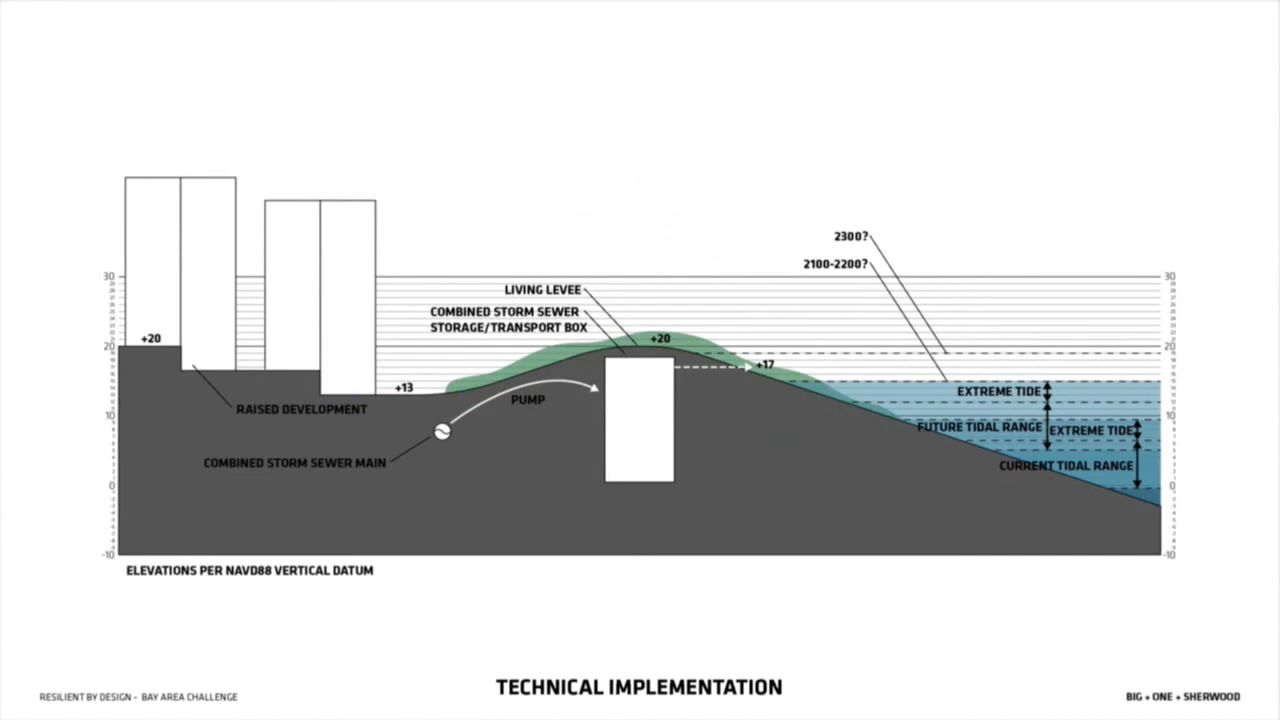 2300?
2100-2200?
30
30
LIVING LEVEE
COMBINED STORM SEWER
STORAGE/TRANSPORT BOX
+20
+20
20
20
+17
+13
RAISED DEVELOPMENT
PUMP
EXTREME TIDE
10
10
FUTURE TIDAL RANGE
EXTREME TIDE
COMBINED STORM SEWER MAIN
CURRENT TIDAL RANGE
0
0
-10
-10
ELEVATIONS PER NAVD88 VERTICAL DATUM
TECHNICAL IMPLEMENTATION
RESILIENT BY DESIGN - BAY AREA CHALLENGE
BIG + ONE + SHERWOOD